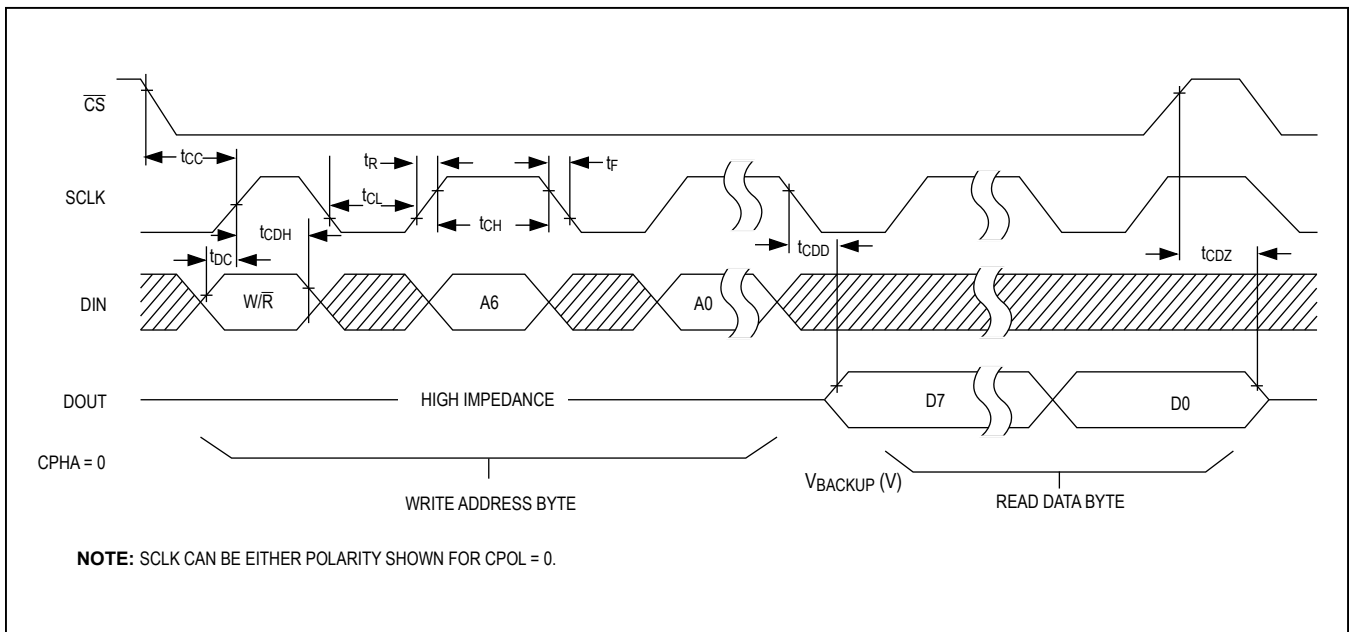 CS
tCC
tR
tF
SCLK
tCL
tCH
tCDH
tCDD
tCDZ
tDC
DIN
W/R
A6
A0
DOUT
HIGH IMPEDANCE
D7
D0
CPHA = 0
WRITE ADDRESS BYTE
VBACKUP (V)
READ DATA BYTE
NOTE: SCLK CAN BE EITHER POLARITY SHOWN FOR CPOL = 0.